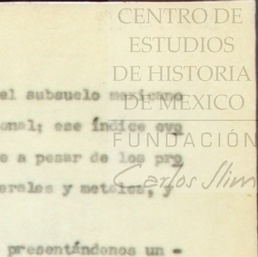 CENTRO DE
ESTUDIOS
DE HISTORIA
DE MEXICO
FUNDACIÓN
Carlos Slim
el subsuelo mexicano
onal; ese índice evo
e a pesar de los pro
erales y metales, y
presentándonos un -